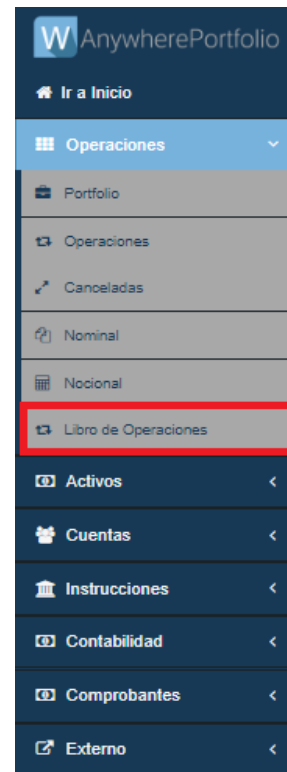 W AnywherePortfolio
Ir a Inicio
Operaciones
Portfolio
Operaciones
Canceladas
Nominal
Nocional
Libro de Operaciones
Activos
Cuentas
Instrucciones
Contabilidad
Comprobantes
Externo